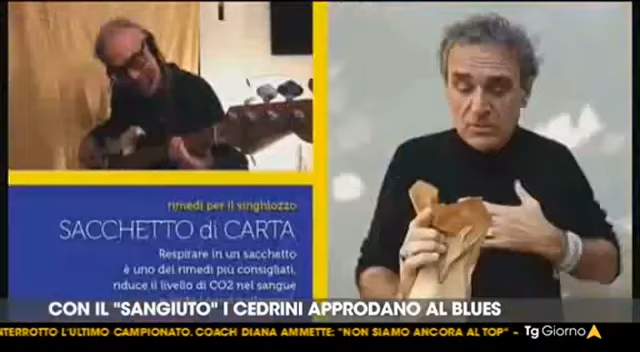 rimedi per il singhiozzo
SACCHETTO di CARTA
Respirare in un sacchetto
è uno dei rimedi più consigliati,
riduce il livello di CO2 nel sangue
CON IL "SANGIUTO" I CEDRINI APPRODANO AL BLUES
NTERROTTO L'ULTIMO CAMPIONATO. COACH DIANA AMMETTE: "NON SIAMO ANCORA AL TOP" –
Tg Giorno